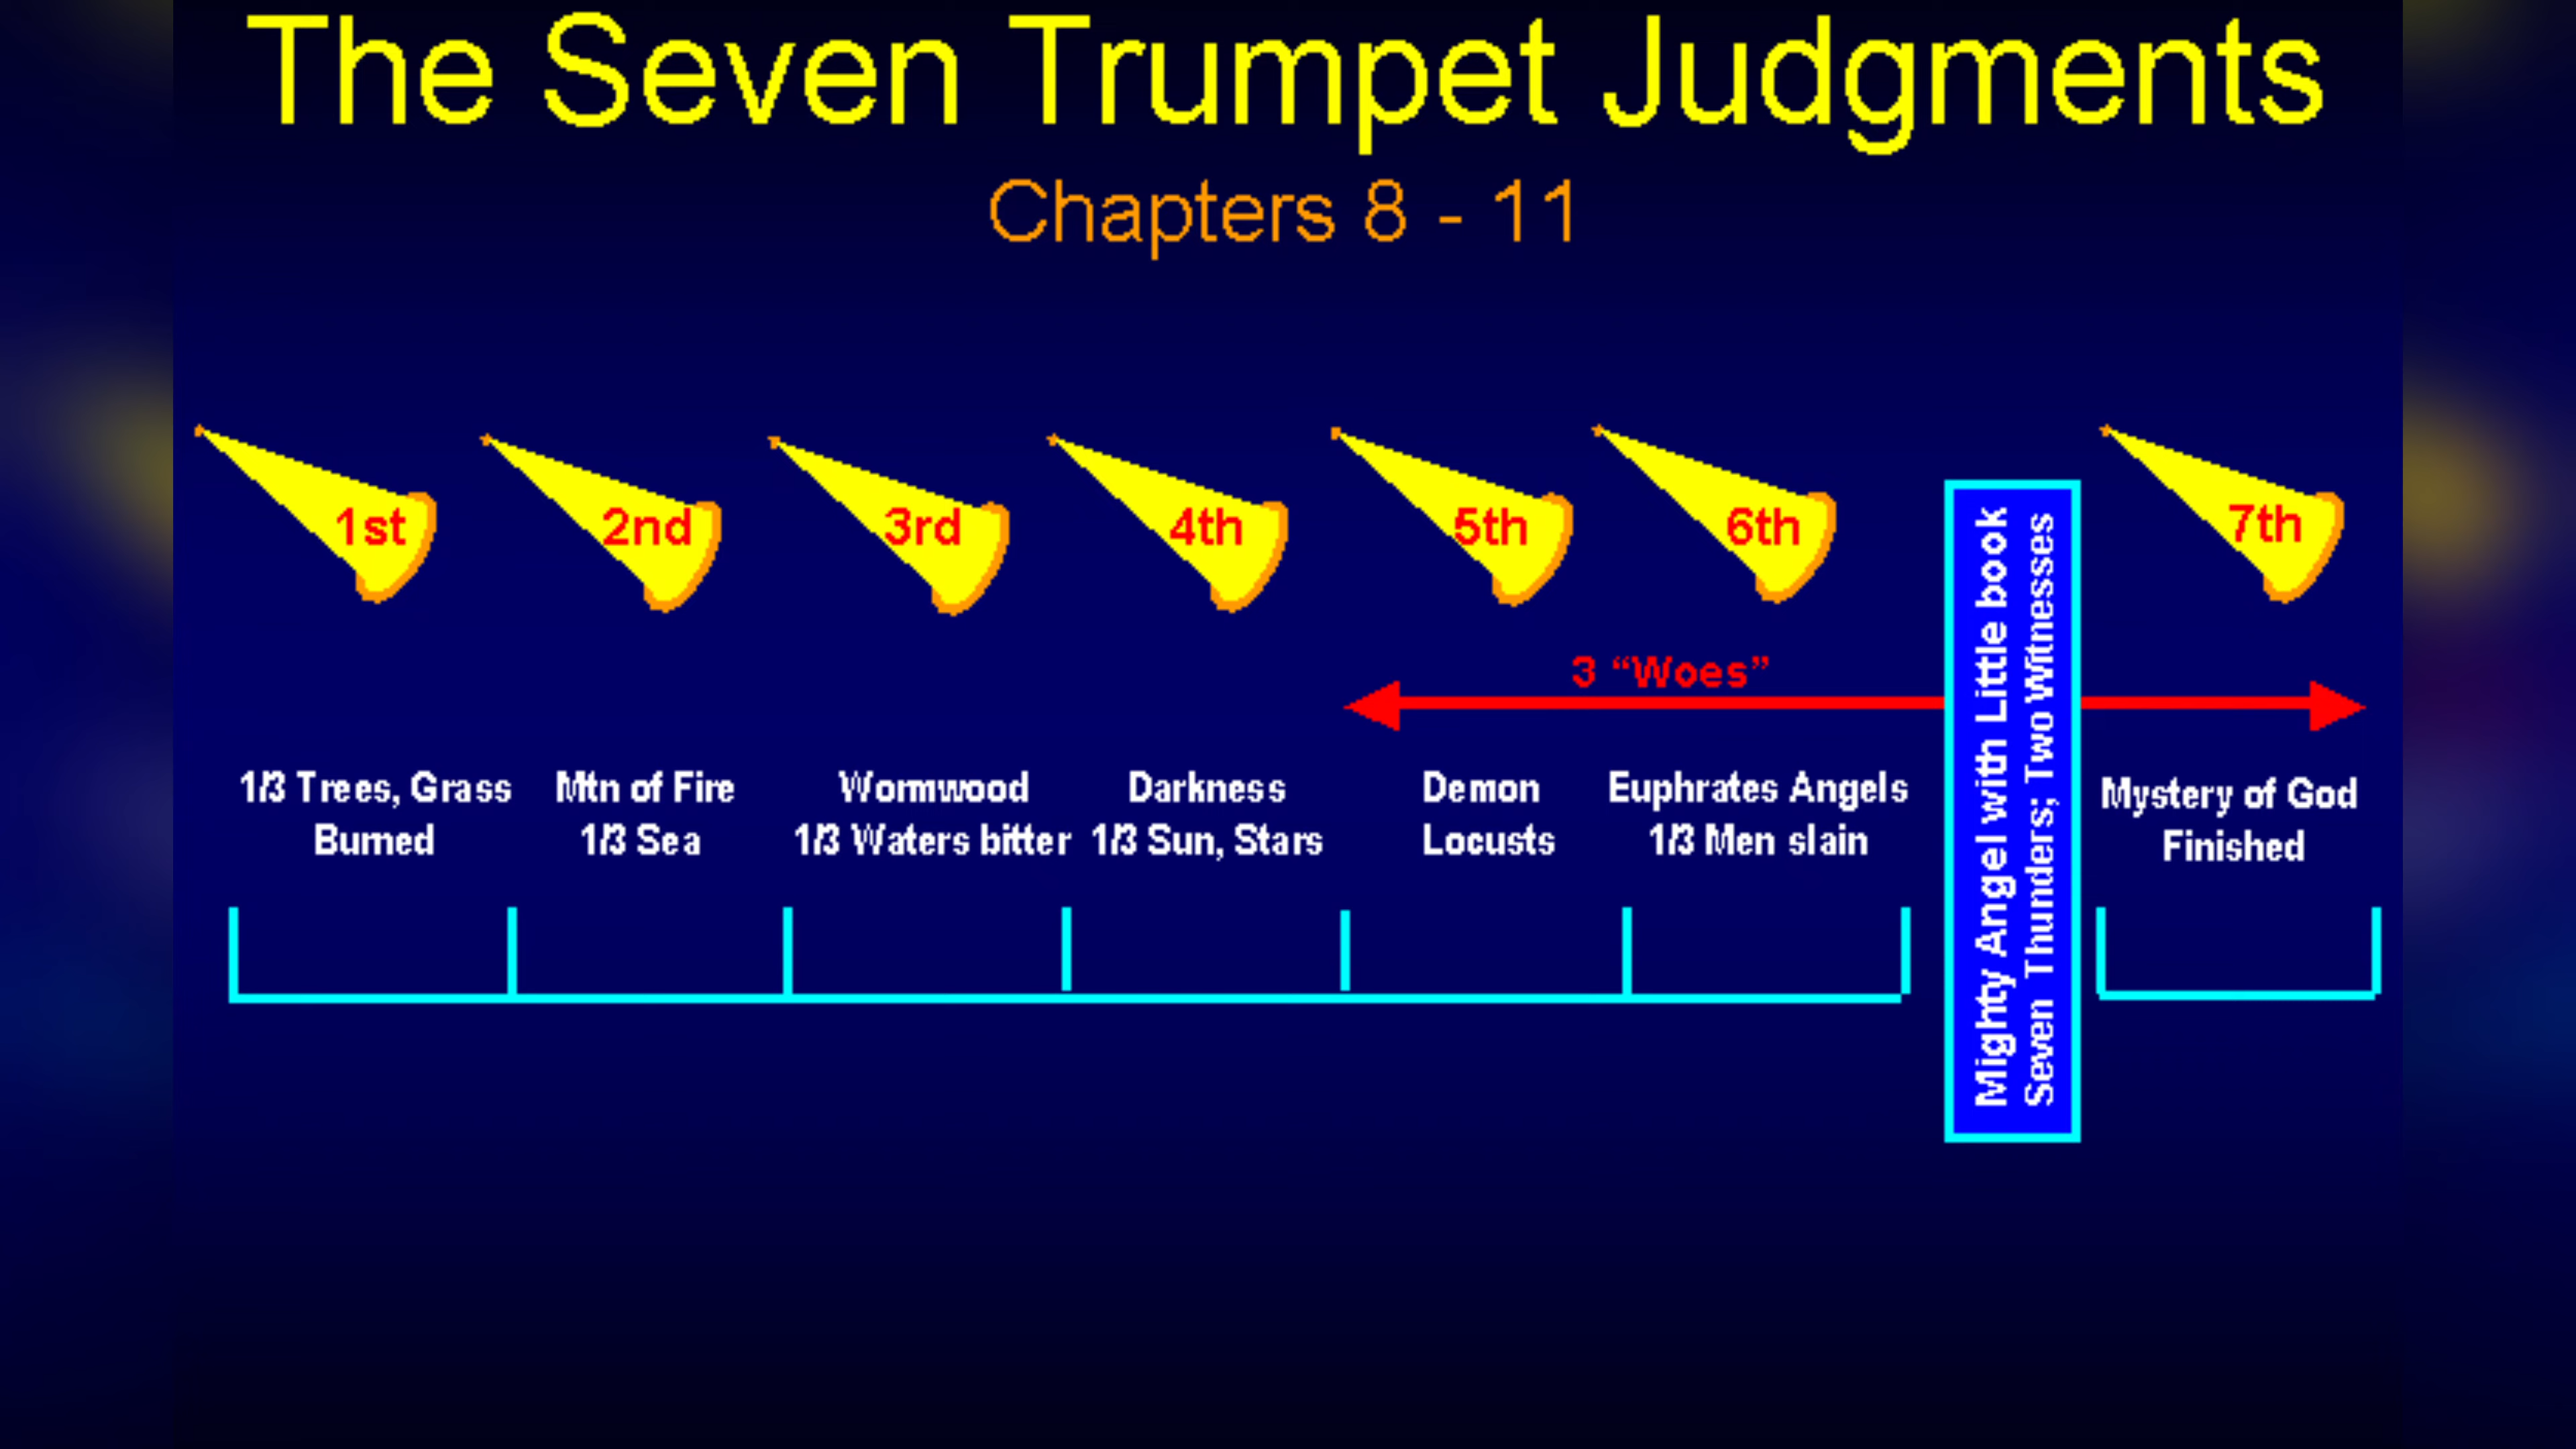 The Seven Trumpet Judgments
Chapters 8 - 11
1st
2nd
3rd
4th
5th
6th
7th
3 “Woes”
1/3 Trees, Grass
Burned
Mtn of Fire
1/3 Sea
Wormwood
1/3 Waters bitter
Darkness
1/3 Sun, Stars
Demon
Locusts
Euphrates Angels
1/3 Men slain
Mighty Angel with Little book
Seven Thunders; Two Witnesses
Mystery of God
Finished